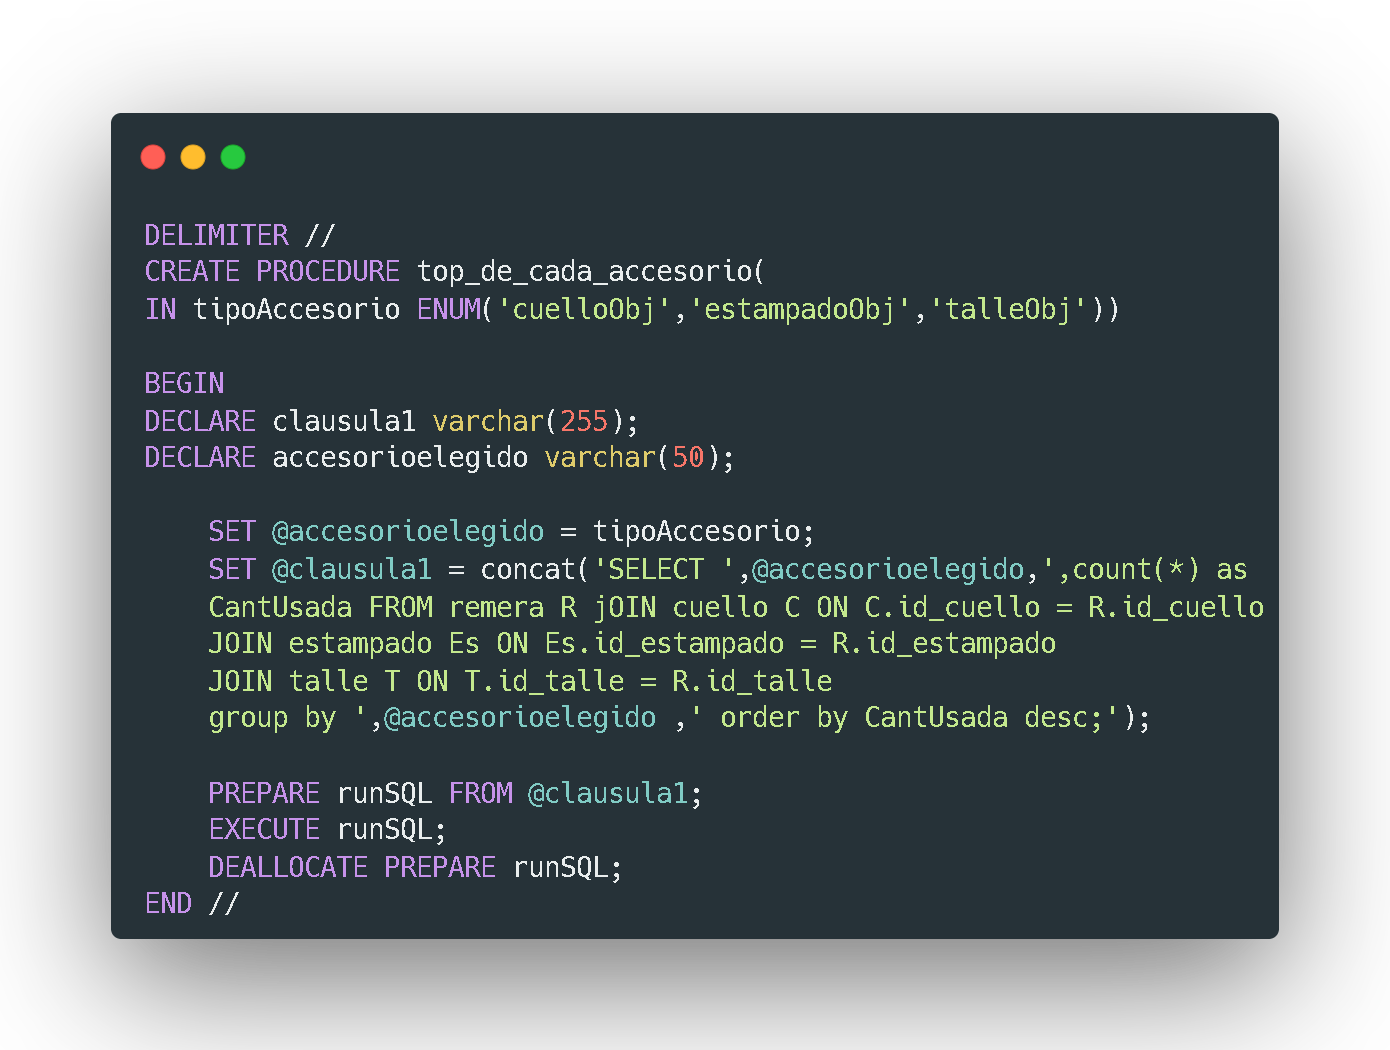 DELIMITER //
CREATE PROCEDURE top_de_cada_accesorio(
IN tipoAccesorio ENUM('cuelloObj','estampadoObj','talleObj'))
BEGIN
DECLARE clausula1 varchar(255);
DECLARE accesorioelegido varchar(50);
SET @accesorioelegido = tipoAccesorio;
SET @clausula1 = concat('SELECT ',@accesorioelegido,',count(*) as
CantUsada FROM remera R jOIN cuello C ON C.id_cuello = R.id_cuello
JOIN estampado Es ON Es.id_estampado = R.id_estampado
JOIN talle T ON T.id_talle = R.id_talle
group by ',@accesorioelegido ,' order by CantUsada desc;');
PREPARE runSQL FROM @clausula1;
EXECUTE runSQL;
DEALLOCATE PREPARE runSQL;
END //